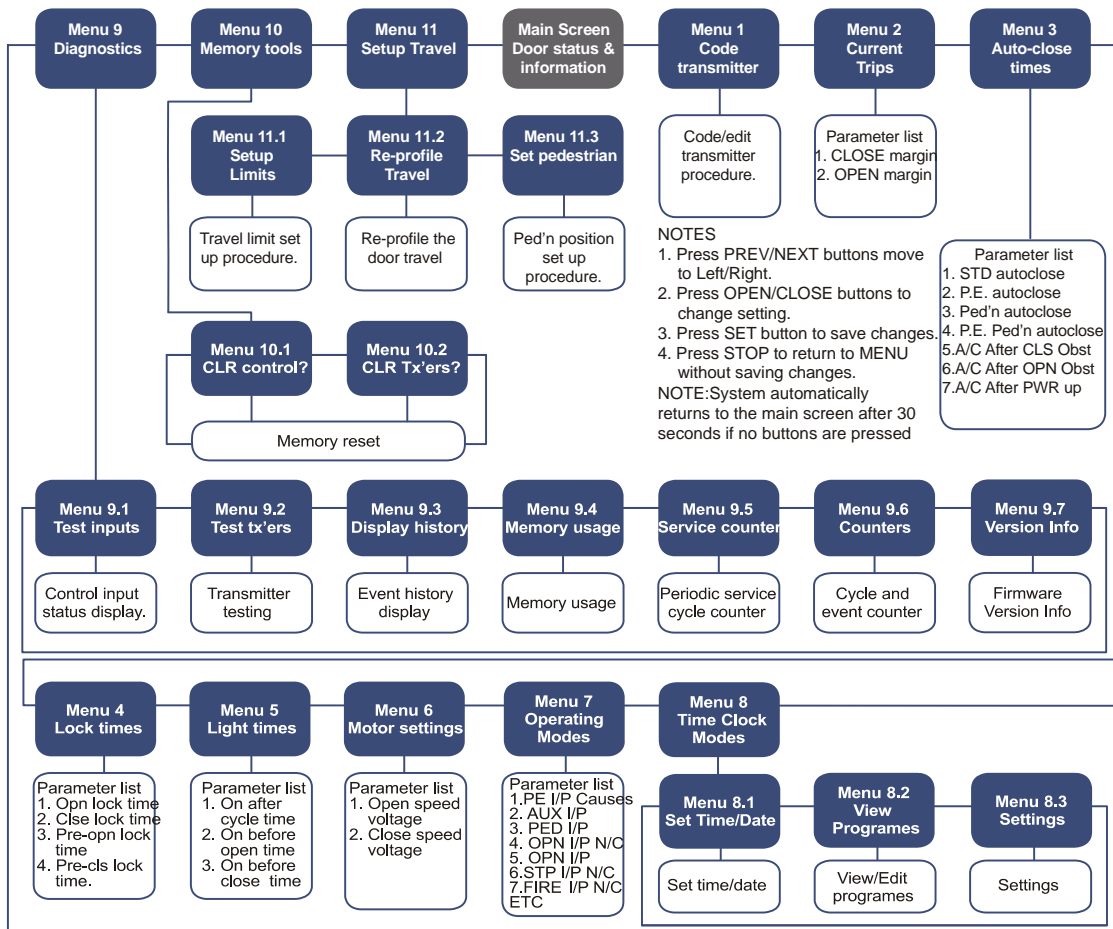 Menu 9
Diagnostics
Menu 10
Memory tools
Menu 11
Setup Travel
Main Screen
Door status &
information
Menu 1
Code
transmitter
Menu 2
Current
Trips
Menu 3
Auto-close
times
Menu 11.1
Setup
Limits
Menu 11.2
Re-profile
Travel
Menu 11.3
Set pedestrian
Code/edit
transmitter
procedure.
Parameter list
1. CLOSE margin
2. OPEN margin
Travel limit set
up procedure.
Re-profile the
door travel
Ped'n position
set up
procedure.
NOTES
1. Press PREV/NEXT buttons move
to Left/Right.
2. Press OPEN/CLOSE buttons to
change setting.
3. Press SET button to save changes.
4. Press STOP to return to MENU
without saving changes.
NOTE:System automatically
returns to the main screen after 30
seconds if no buttons are pressed
Parameter list
1. STD autoclose
2. P.E. autoclose
3. Ped'n autoclose
4. P.E. Ped'n autoclose
5.A/C After CLS Obst
6.A/C After OPN Obst
7.A/C After PWR up
Menu 10.1
CLR control?
Menu 10.2
CLR Tx'ers?
Memory reset
Menu 9.1
Test inputs
Menu 9.2
Test tx'ers
Menu 9.3
Display history
Menu 9.4
Memory usage
Menu 9.5
Service counter
Menu 9.6
Counters
Menu 9.7
Version Info
Control input
status display.
Transmitter
testing
Event history
display
Memory usage
Periodic service
cycle counter
Cycle and
event counter
Firmware
Version Info
Menu 4
Lock times
Menu 5
Light times
Menu 6
Motor settings
Menu 7
Operating
Modes
Menu 8
Time Clock
Modes
Parameter list
1. Opn lock time
2. Clse lock time
3. Pre-opn lock
time
4. Pre-cls lock
time.
Parameter list
1. On after
cycle time
2. On before
open time
3. On before
close time
Parameter list
1. Open speed
voltage
2. Close speed
voltage
Parameter list
1.PE I/P Causes
2. AUX I/P
3. PED I/P
4. OPN I/P N/C
5. OPN I/P
6.STP I/P N/C
7.FIRE I/P N/C
ETC
Menu 8.1
Set Time/Date
Menu 8.2
View
Programes
Menu 8.3
Settings
Set time/date
View/Edit
programes
Settings